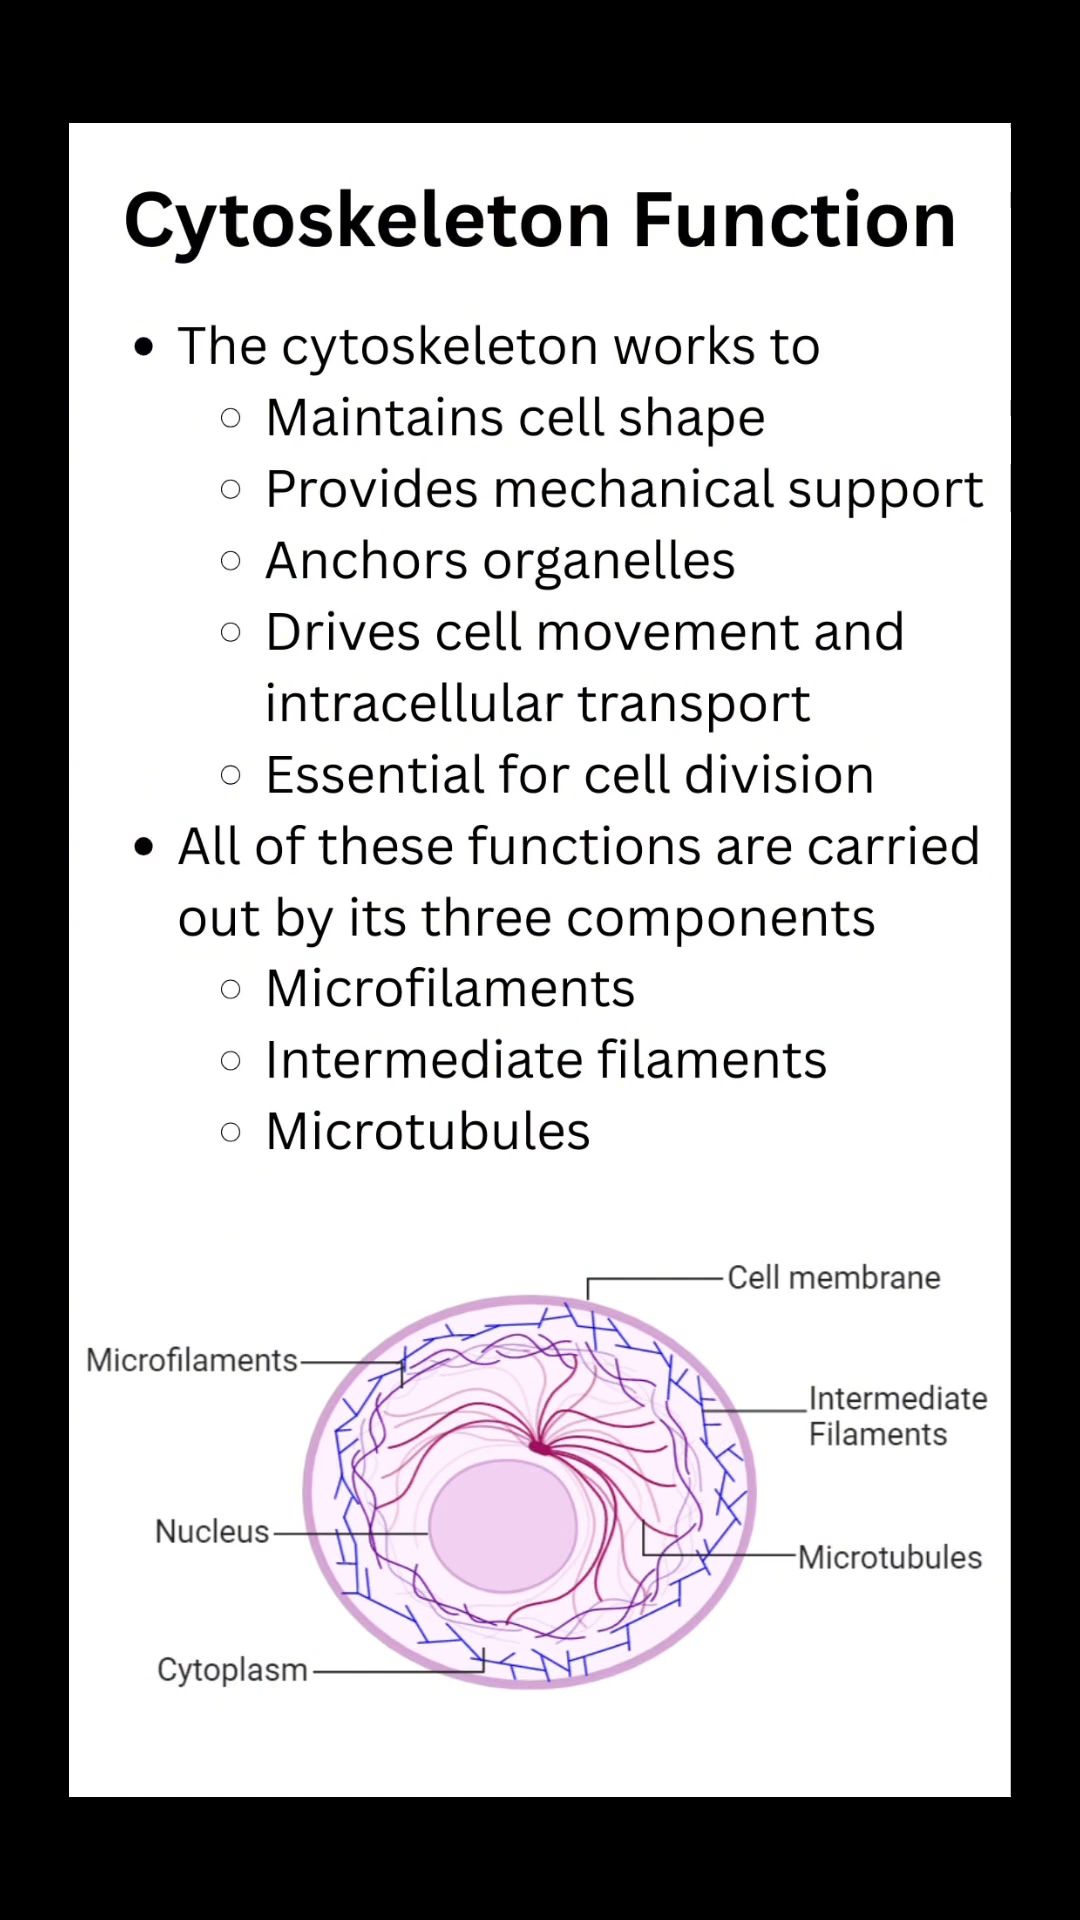 Cytoskeleton Function
• The cytoskeleton works to
○ Maintains cell shape
○ Provides mechanical support
○ Anchors organelles
○ Drives cell movement and
intracellular transport
○ Essential for cell division
• All of these functions are carried
out by its three components
○ Microfilaments
○ Intermediate filaments
○ Microtubules
Cell membrane
Microfilaments
Intermediate
Filaments
Nucleus
Microtubules
Cytoplasm